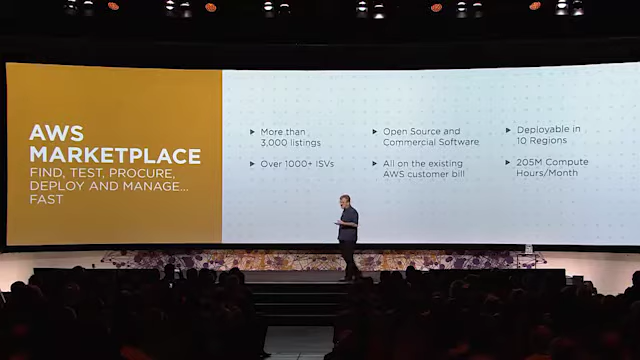 AWS
MARKETPLACE
FIND, TEST, PROCURE,
DEPLOY AND MANAGE...
FAST
More than
3,000 listings
Over 1000+ ISVs
Open Source and
Commercial Software
All on the existing
AWS customer bill
Deployable in
10 Regions
205M Compute
Hours/Month